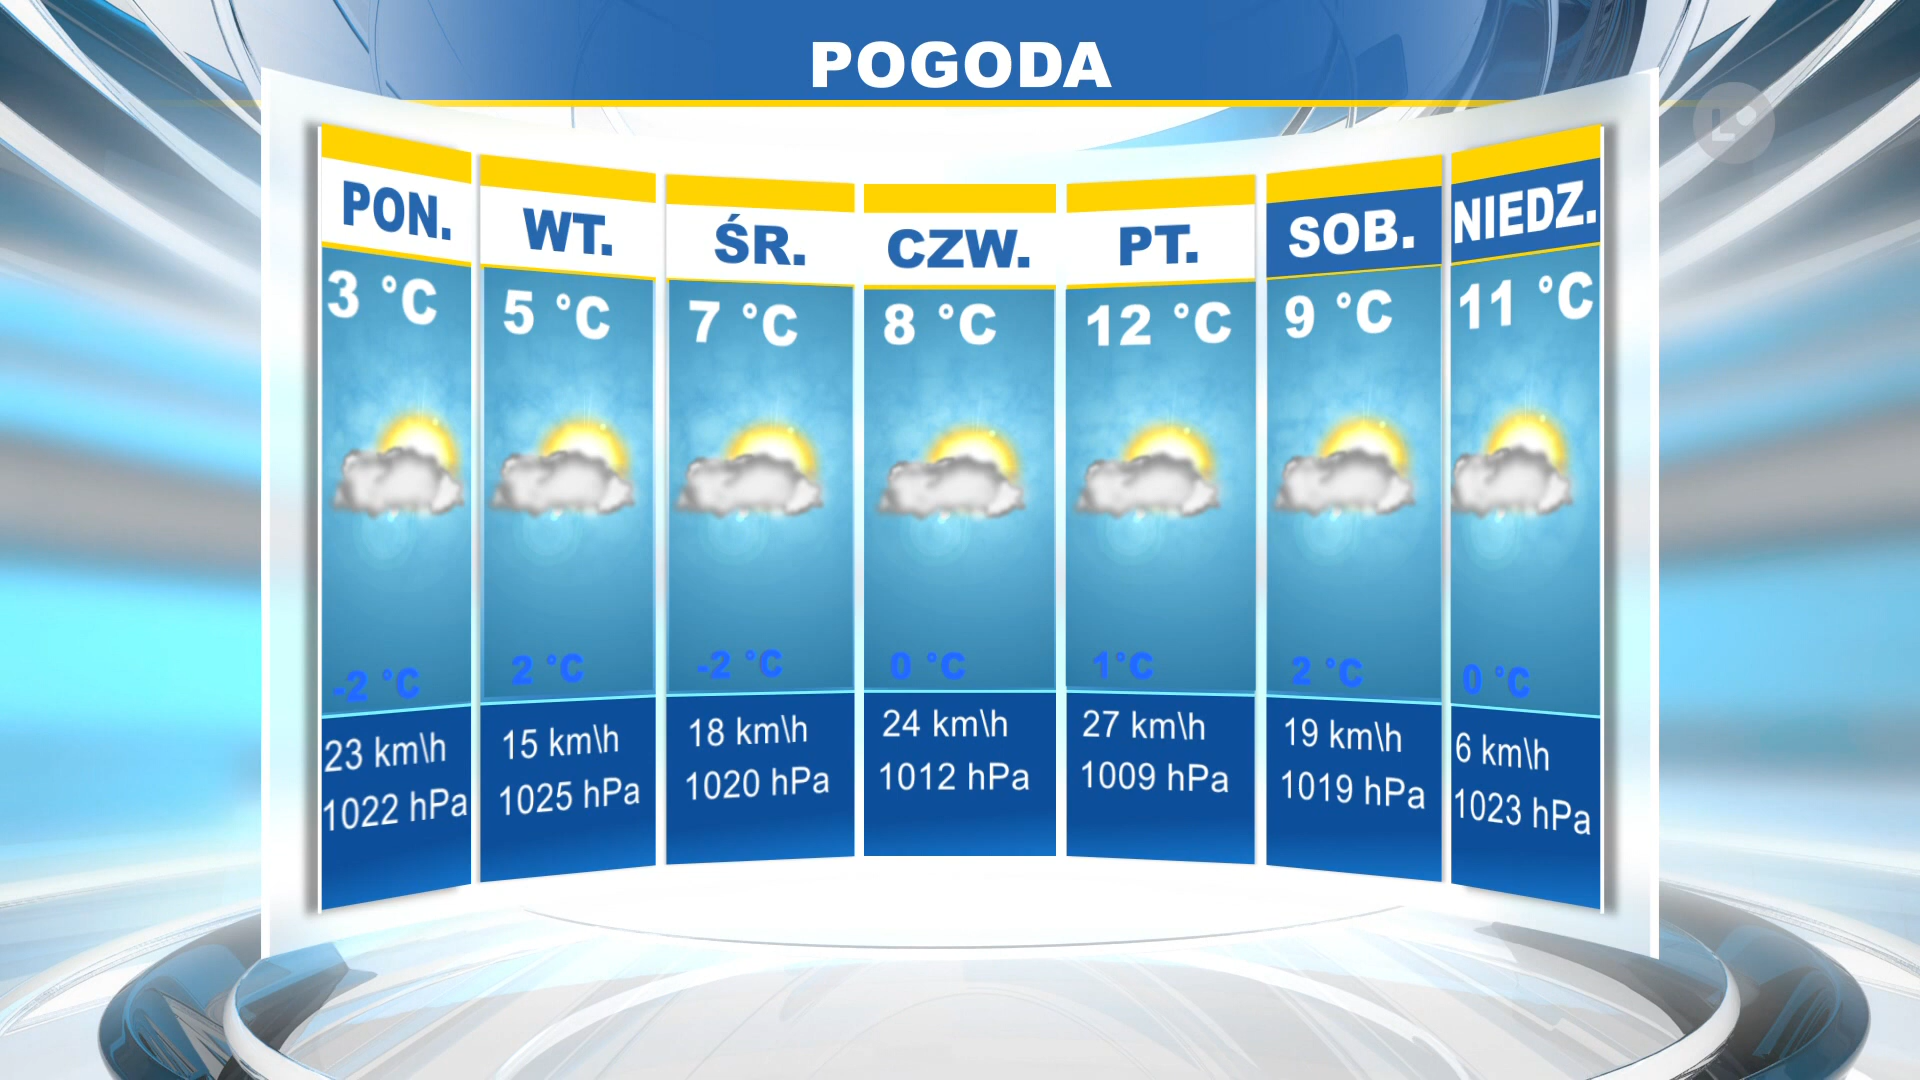 POGODA
PON.
3 °C
-2 °C
23 km\h
1022 hPa
WT.
5 °C
2 °C
15 km\h
1025 hPa
ŚR.
7 °C
-2 °C
18 km\h
1020 hPa
CZW.
8 °C
0 °C
24 km\h
1012 hPa
PT.
12 °C
1°C
27 km\h
1009 hPa
SOB.
9 °C
2 °C
19 km\h
1019 hPa
NIEDZ.
11 °C
0 °C
6 km\h
1023 hPa
L